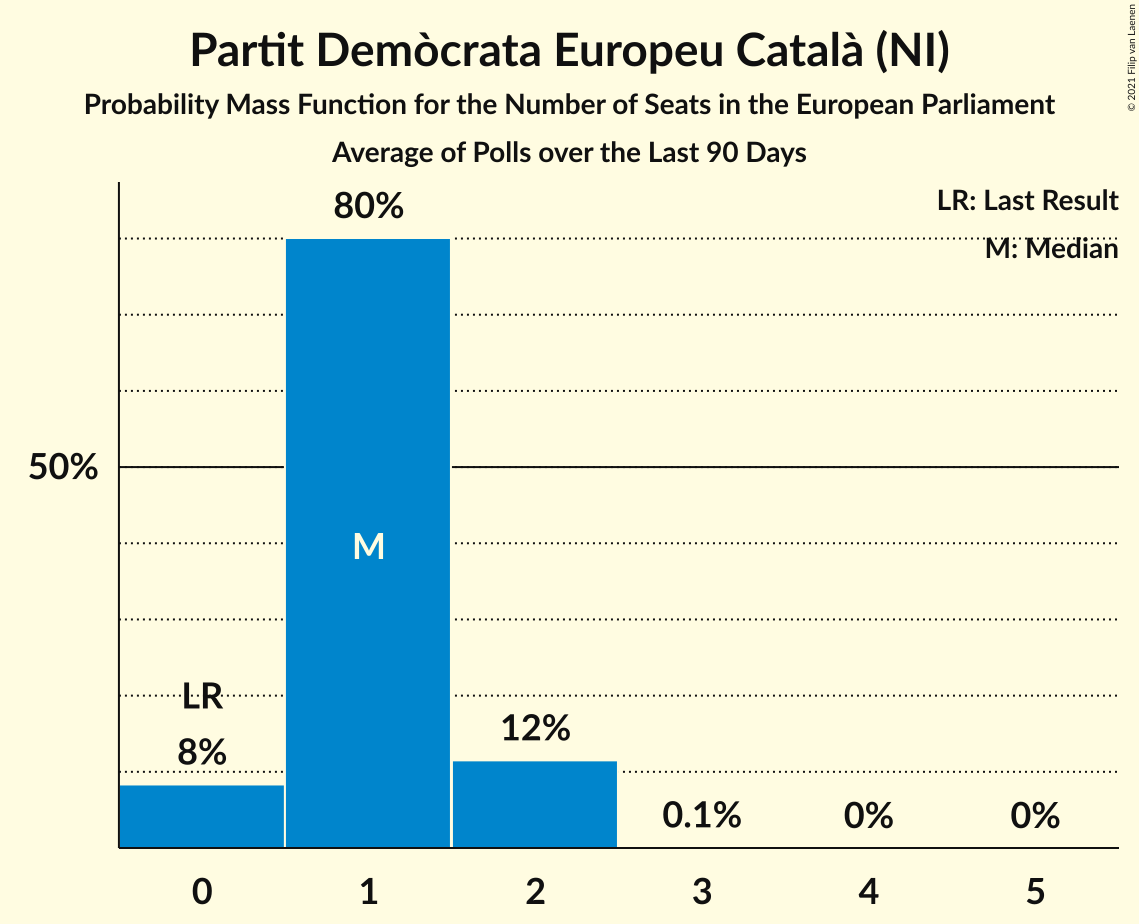 Partit Demòcrata Europeu Català (NI)
Probability Mass Function for the Number of Seats in the European Parliament
Average of Polls over the Last 90 Days
© 2021 Filip van Laenen
LR: Last Result
M: Median
80%
50%
M
LR
8%
12%
0.1%
0%
0%
0 1 2 3 4 5